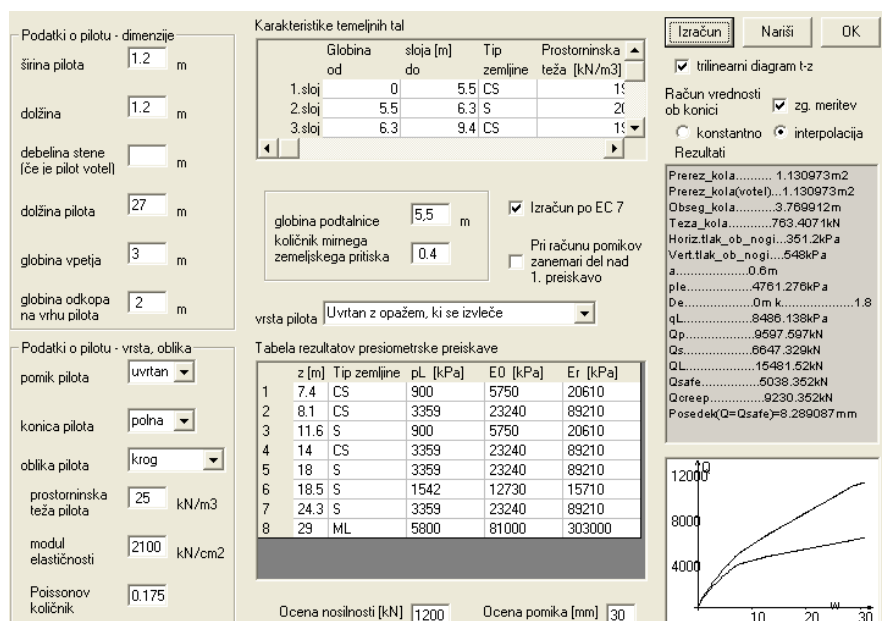 Podatki o pilotu - dimenzije
širina pilota 1.2 m
dolžina 1.2 m
debelina stene
(če je pilot votel) m
dolžina pilota 27 m
globina vpetja 3 m
globina odkopa
na vrhu pilota 2 m
Podatki o pilotu - vrsta, oblika
pomik pilota uvrtan
konica pilota polna
oblika pilota krog
prostorninska
teža pilota 25 kN/m3
modul
elastičnosti 2100 kN/cm2
Poissonov
količnik 0.175
Karakteristike temeljnih tal
Globina sloja [m] Tip Prostorninska
od do zemljine teža [kN/m3]
1.sloj 0 5.5 CS
2.sloj 5.5 6.3 S
3.sloj 6.3 9.4 CS
globina podtalnice 5,5 m
količnik mirnega
zemeljskega pritiska 0.4
Izračun po EC 7
Pri računu pomikov
zanemari del nad
1. preiskavo
vrsta pilota Uvrtan z opažem, ki se izvleče
Tabela rezultatov presiometrske preiskave
z [m] Tip zemljine pL [kPa] E0 [kPa] Er [kPa]
1 7.4 CS 900 5750 20610
2 8.1 CS 3359 23240 89210
3 11.6 S 900 5750 20610
4 14 CS 3359 23240 89210
5 18 S 3359 23240 89210
6 18.5 S 1542 12730 15710
7 24.3 S 3359 23240 89210
8 29 ML 5800 81000 303000
Ocena nosilnosti [kN] 1200 Ocena pomika [mm] 30
Izračun Nariši OK
trilinearni diagram t-z
Račun vrednosti
ob konici zg. meritev
konstantno interpolacija
Rezultati
Prerez_kola.......... 1.130973m2
Prerez_kola(votel)...1.130973m2
Obseg_kola..........3.769912m
Teza_kola............763.4071kN
Horiz.tlak_ob_nogi...351.2kPa
Vert.tlak_ob_nogi....548kPa
a...................0.6m
ple...................4761.276kPa
De....................0m k...................1.8
qL....................8486.138kPa
Qp....................9597.597kN
Qs....................6647.329kN
QL....................15481.52kN
Qsafe................5038.352kN
Qcreep...............9230.352kN
Posedek(Q=Qsafe)=8.289087mm
12000 Q
8000
4000
10 20 w 30